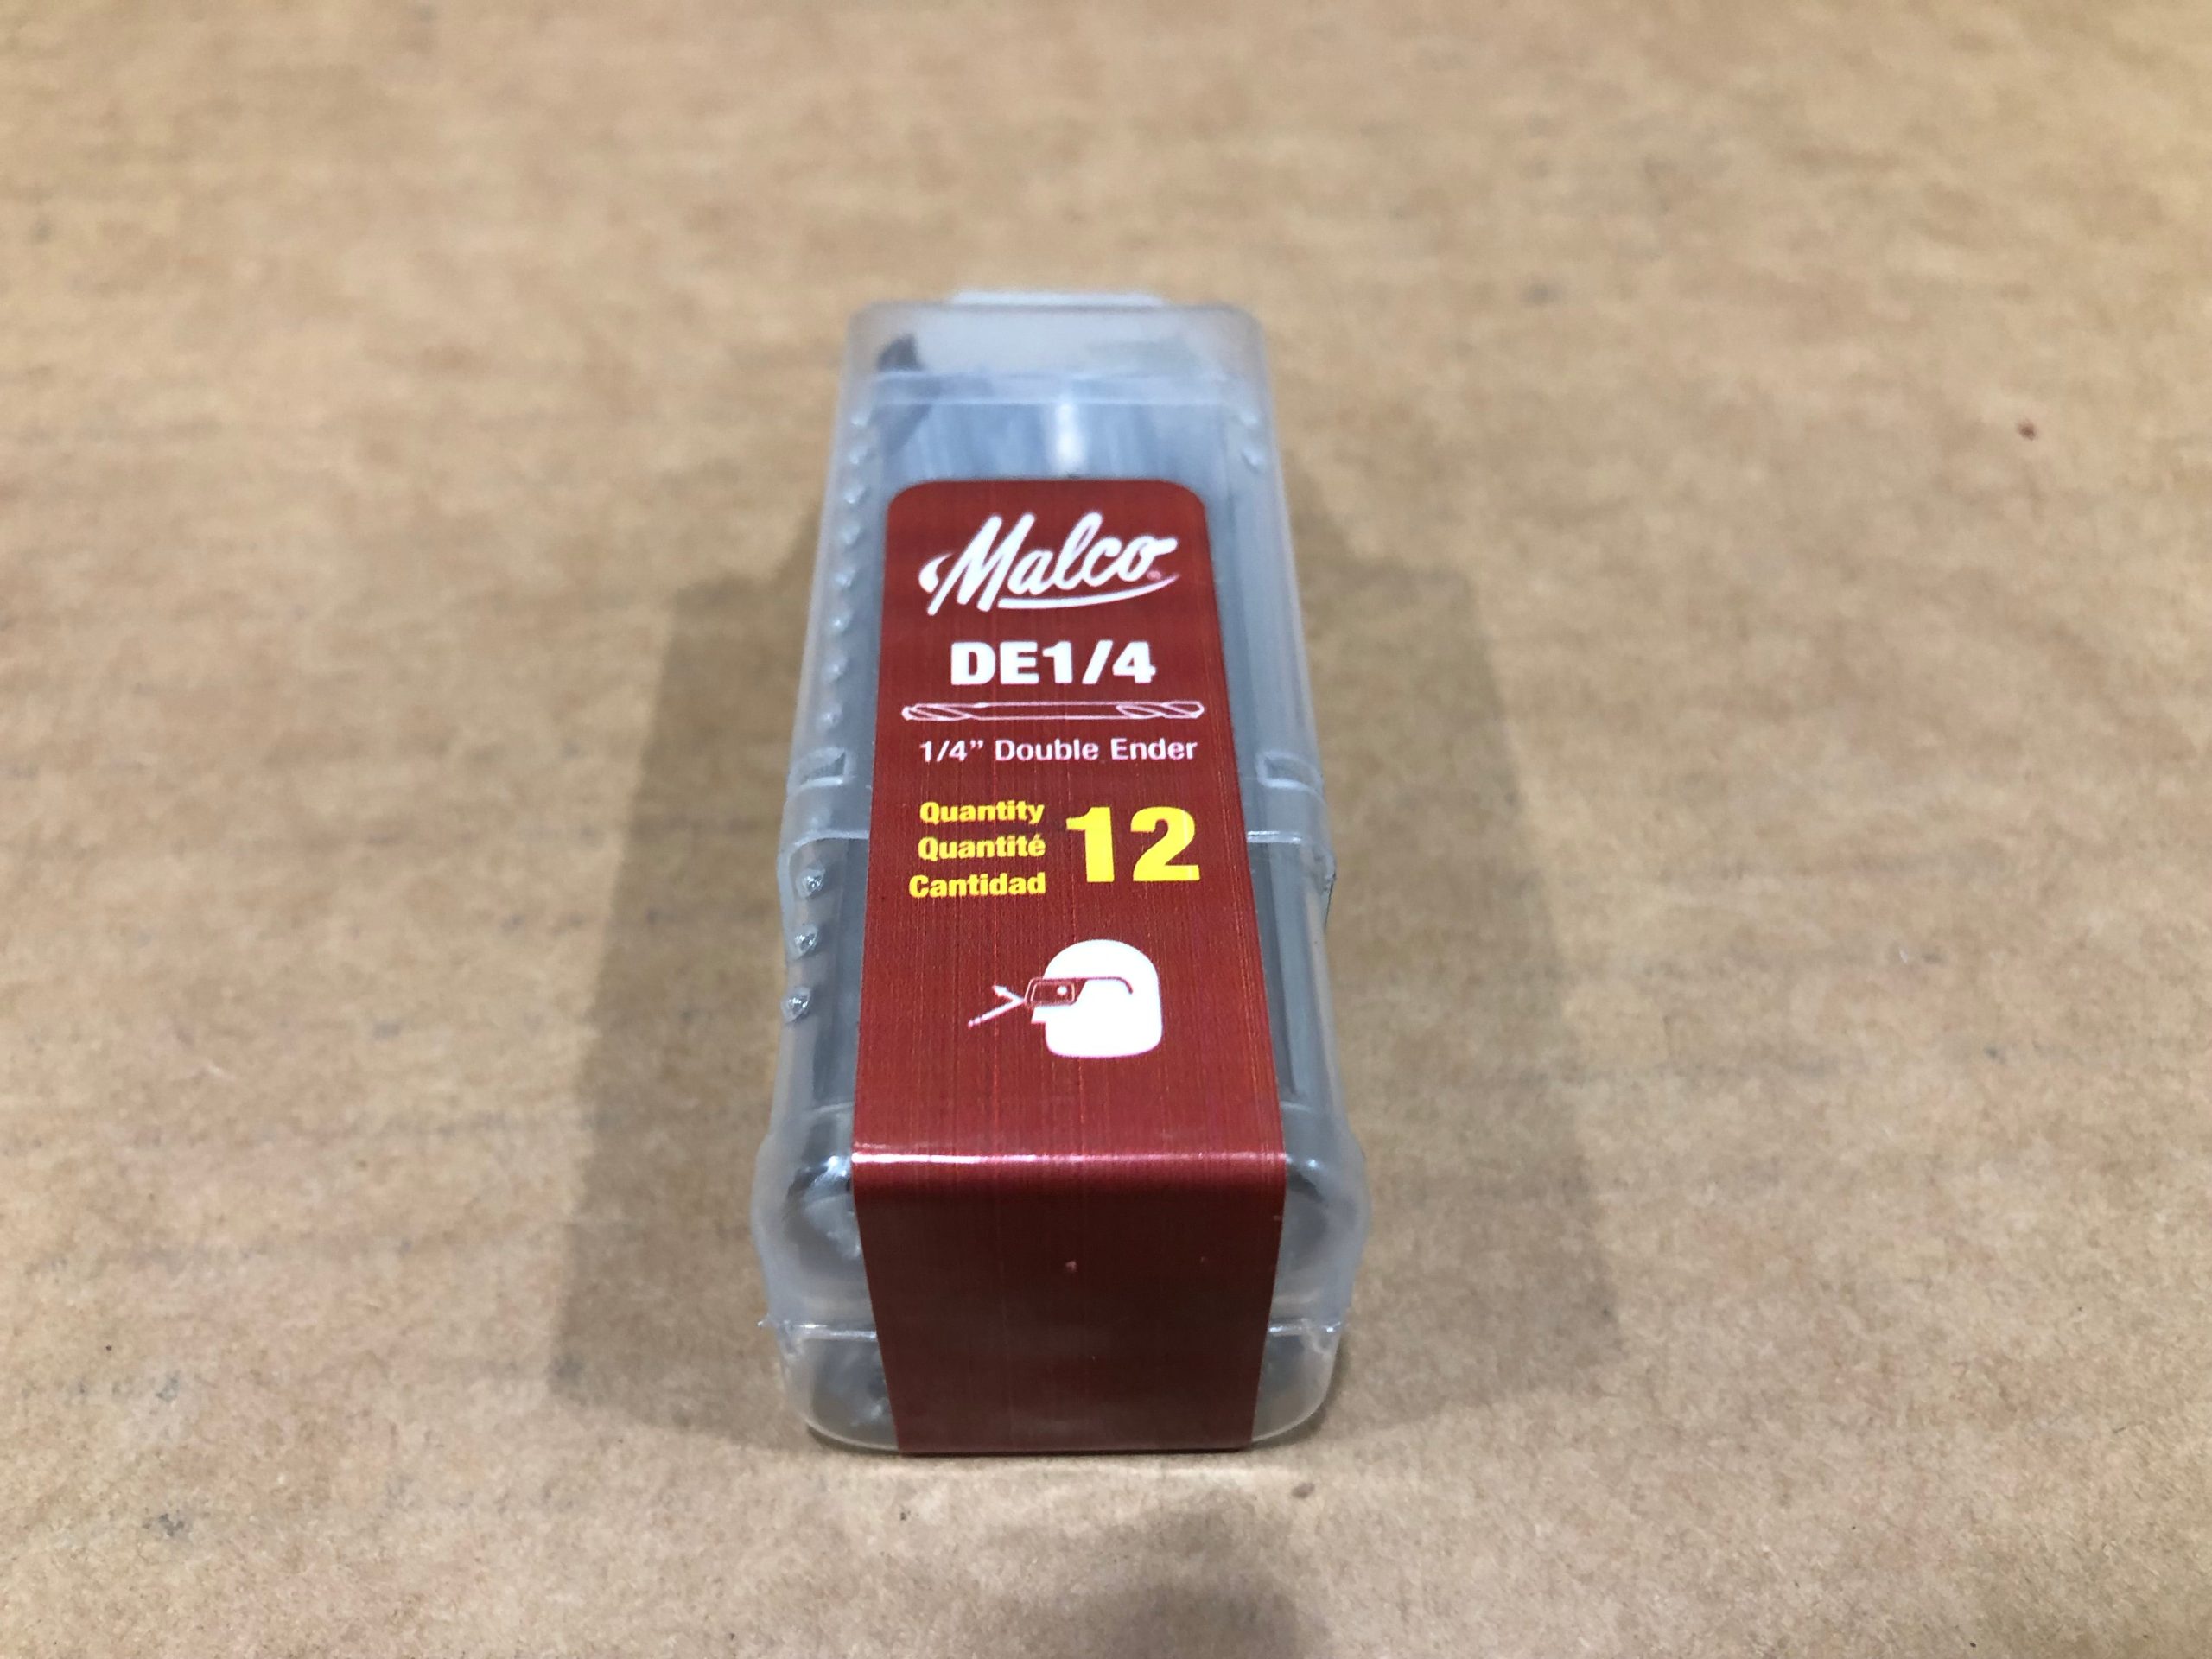 Malco
DE1/4
1/4” Double Ender
Quantity
Quantité
Cantidad
12